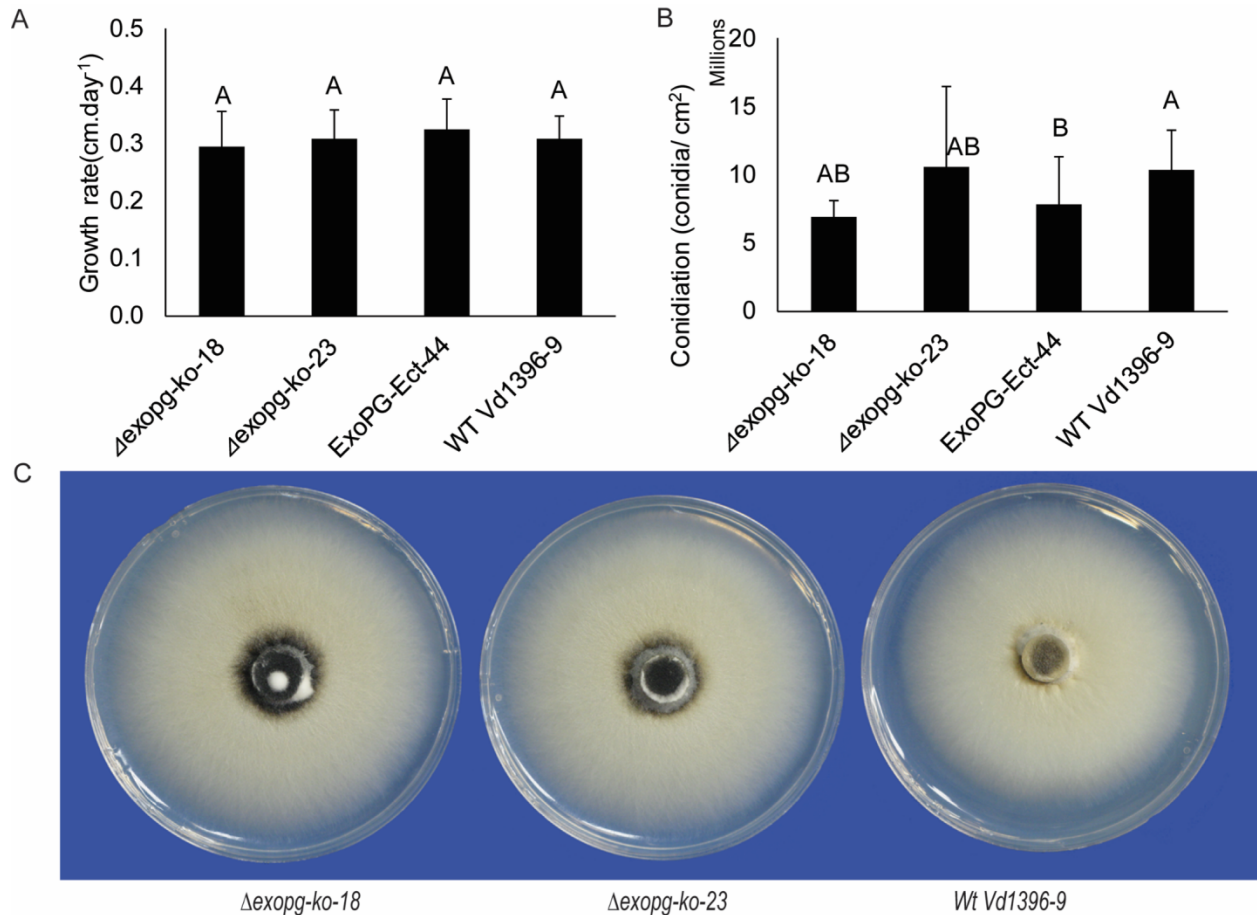 A
Growth rate(cm.day-1)
0.5
0.4
0.3
0.2
0.1
0.0
A
A
A
A
Δexopg-ko-18
Δexopg-ko-23
ExoPG-Ect-44
WT Vd1396-9
B
Conidiation (conidia/ cm²)
Millions
20
15
10
5
0
AB
AB
B
A
Δexopg-ko-18
Δexopg-ko-23
ExoPG-Ect-44
WT Vd1396-9
C
Δexopg-ko-18
Δexopg-ko-23
Wt Vd1396-9